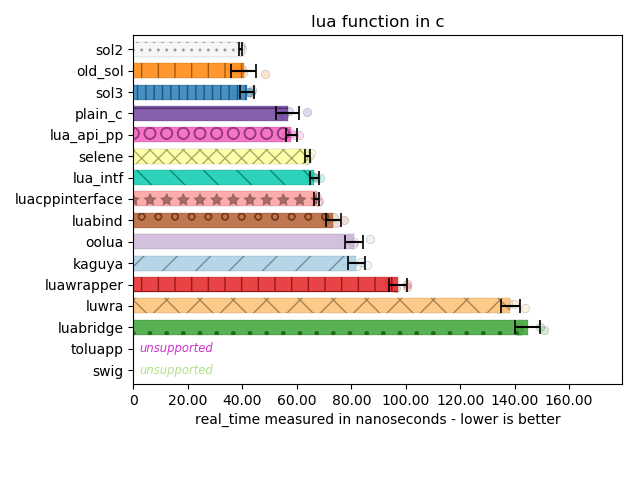 lua function in c
sol2
old_sol
sol3
plain_c
lua_api_pp
selene
lua_intf
luacppinterface
luabind
oolua
kaguya
luawrapper
luwra
luabridge
toluapp unsupported
swig unsupported
0 20.00 40.00 60.00 80.00 100.00 120.00 140.00 160.00
real_time measured in nanoseconds - lower is better